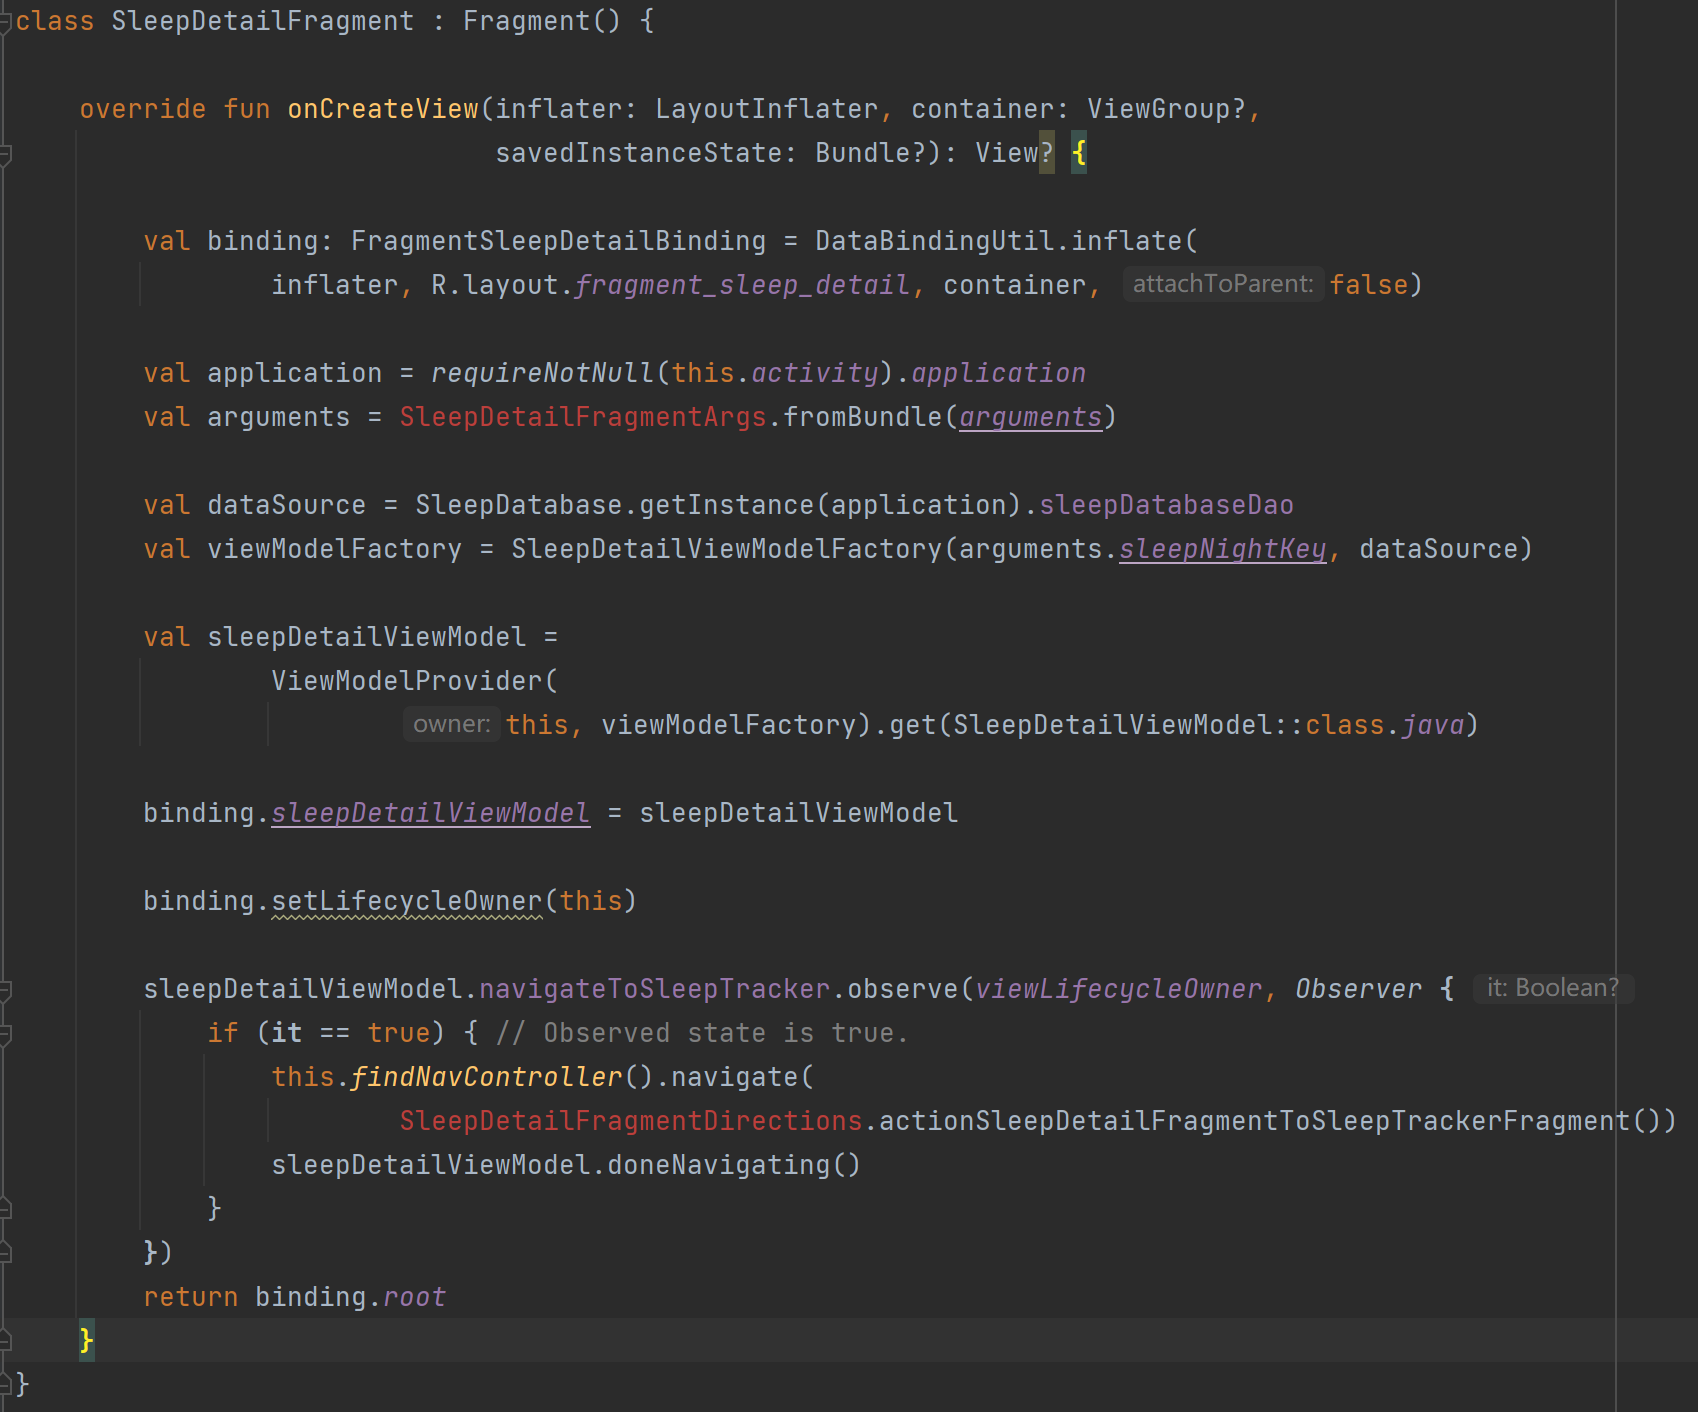 class SleepDetailFragment : Fragment() {
override fun onCreateView(inflater: LayoutInflater, container: ViewGroup?,
savedInstanceState: Bundle?): View? {
val binding: FragmentSleepDetailBinding = DataBindingUtil.inflate(
inflater, R.layout.fragment_sleep_detail, container, attachToParent: false)
val application = requireNotNull(this.activity).application
val arguments = SleepDetailFragmentArgs.fromBundle(arguments)
val dataSource = SleepDatabase.getInstance(application).sleepDatabaseDao
val viewModelFactory = SleepDetailViewModelFactory(arguments.sleepNightKey, dataSource)
val sleepDetailViewModel =
ViewModelProvider(
owner: this, viewModelFactory).get(SleepDetailViewModel::class.java)
binding.sleepDetailViewModel = sleepDetailViewModel
binding.setLifecycleOwner(this)
sleepDetailViewModel.navigateToSleepTracker.observe(viewLifecycleOwner, Observer { it: Boolean?
if (it == true) { // Observed state is true.
this.findNavController().navigate(
SleepDetailFragmentDirections.actionSleepDetailFragmentToSleepTrackerFragment())
sleepDetailViewModel.doneNavigating()
}
})
return binding.root
}
}